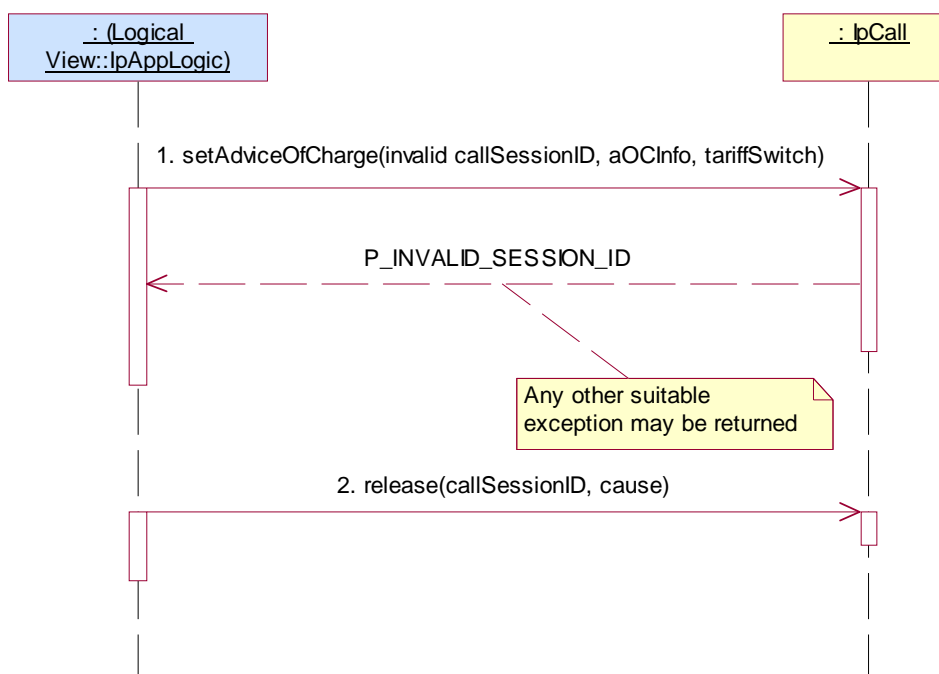 : (Logical
View::IpAppLogic)
: IpCall
1. setAdviceOfCharge(invalid callSessionID, aOCInfo, tariffSwitch)
P_INVALID_SESSION_ID
Any other suitable
exception may be returned
2. release(callSessionID, cause)